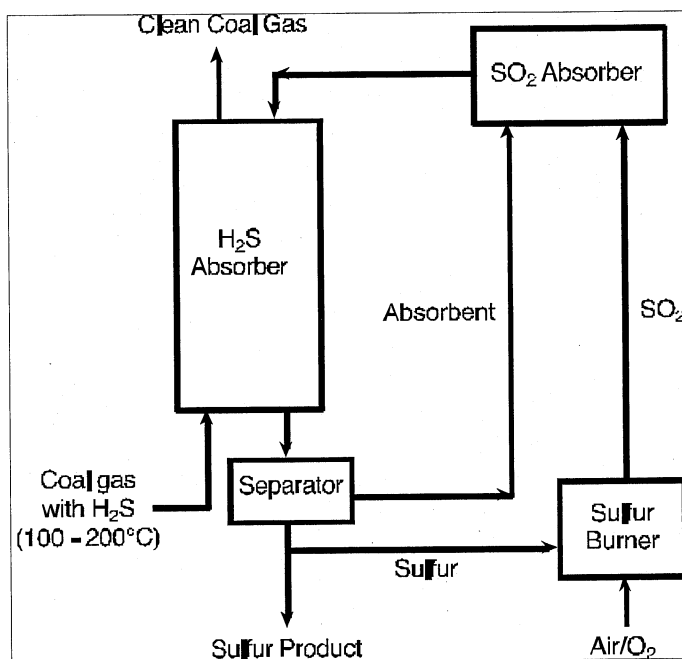 Clean Coal Gas
SO₂ Absorber
H₂S
Absorber
Absorbent
SO₂
Coal gas
with H₂S
(100 - 200°C)
Separator
Sulfur
Burner
Sulfur
Sulfur Product
Air/O₂